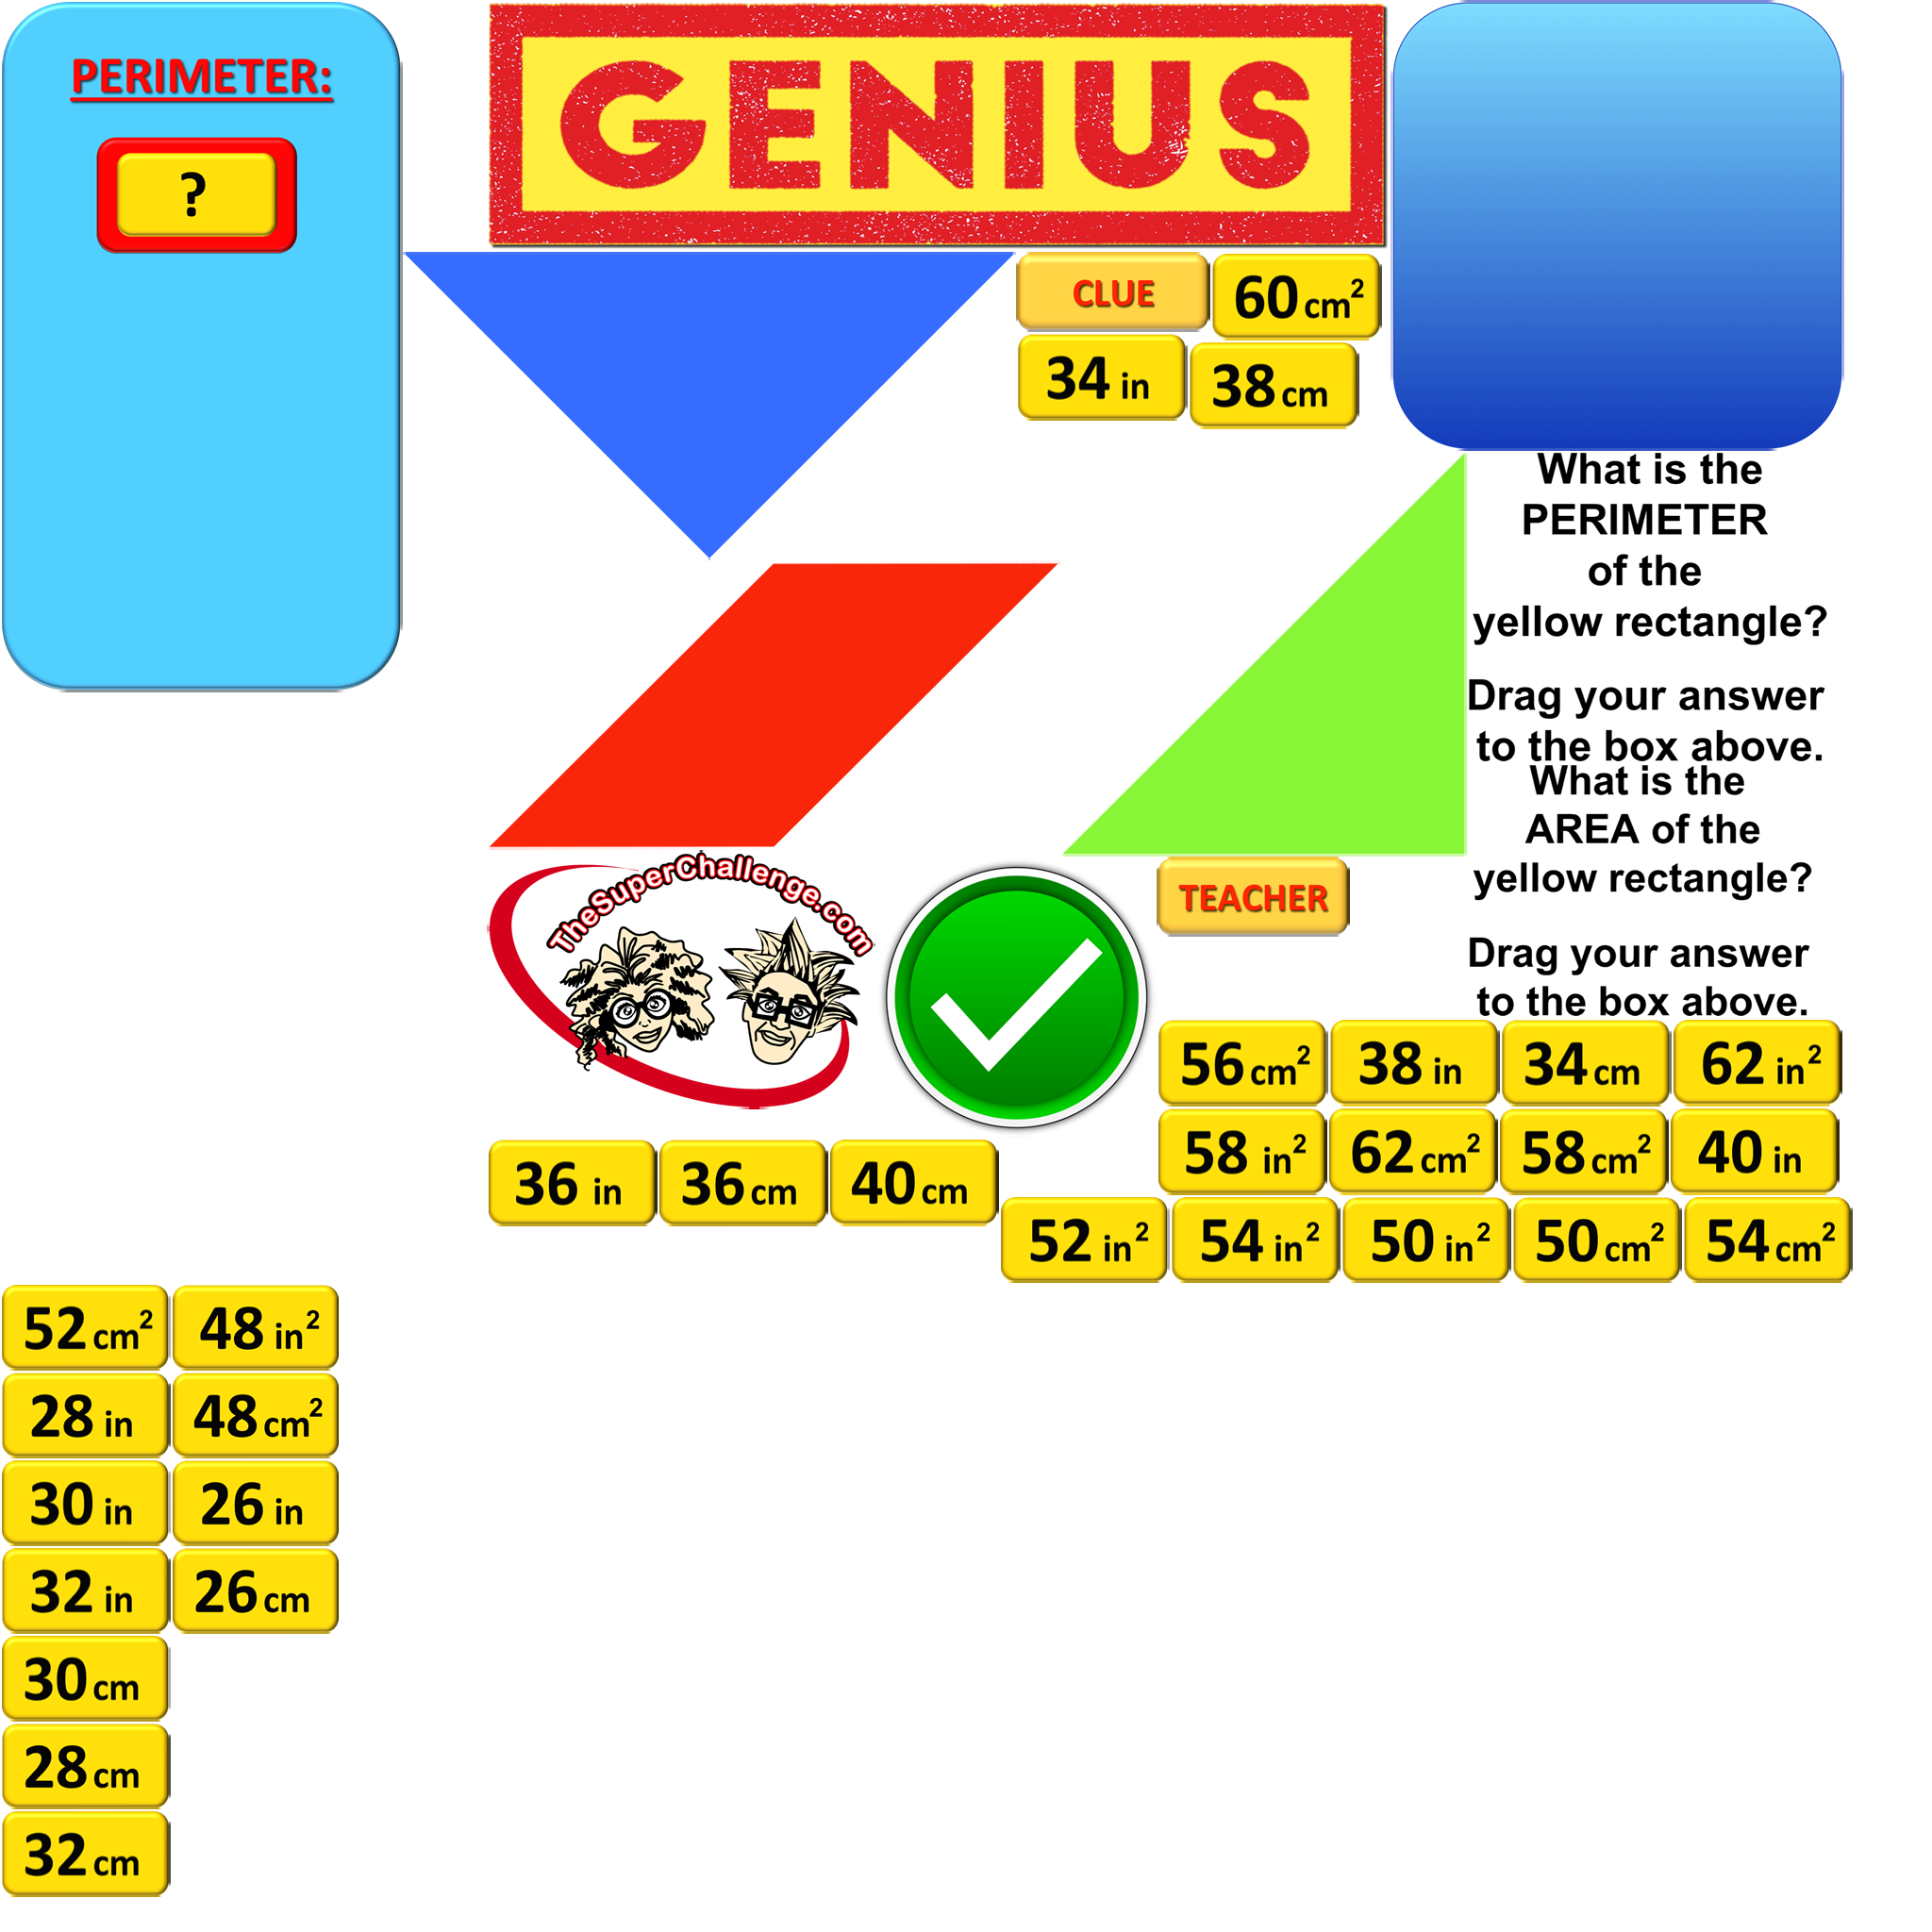 PERIMETER:
?
GENIUS
CLUE
60 cm²
34 in
38 cm
What is the
PERIMETER
of the
yellow rectangle?
Drag your answer
to the box above.
What is the
AREA of the
yellow rectangle?
Drag your answer
to the box above.
TheSuperChallenge.com
TEACHER
56 cm²
38 in
34 cm
62 in²
58 in²
62 cm²
58 cm²
40 in
36 in
36 cm
40 cm
52 in²
54 in²
50 in²
50 cm²
54 cm²
52 cm²
48 in²
28 in
48 cm²
30 in
26 in
32 in
26 cm
30 cm
28 cm
32 cm